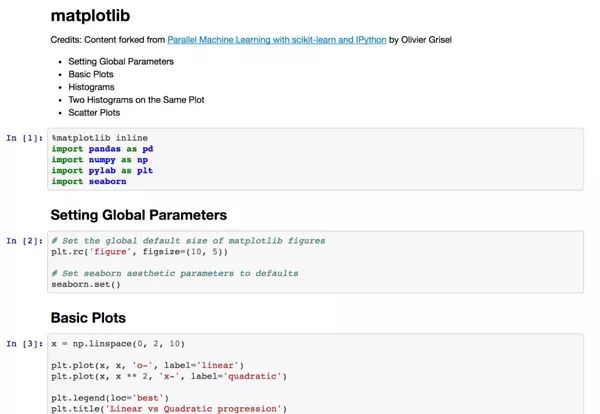 matplotlib
Credits: Content forked from Parallel Machine Learning with scikit-learn and IPython by Olivier Grisel
• Setting Global Parameters
• Basic Plots
• Histograms
• Two Histograms on the Same Plot
• Scatter Plots
In [1]: %matplotlib inline
import pandas as pd
import numpy as np
import pylab as plt
import seaborn
Setting Global Parameters
In [2]: # Set the global default size of matplotlib figures
plt.rc('figure', figsize=(10, 5))
# Set seaborn aesthetic parameters to defaults
seaborn.set()
Basic Plots
In [3]: x = np.linspace(0, 2, 10)
plt.plot(x, x, 'o-', label='linear')
plt.plot(x, x ** 2, 'x-', label='quadratic')
plt.legend(loc='best')
plt.title('Linear vs Quadratic progression')